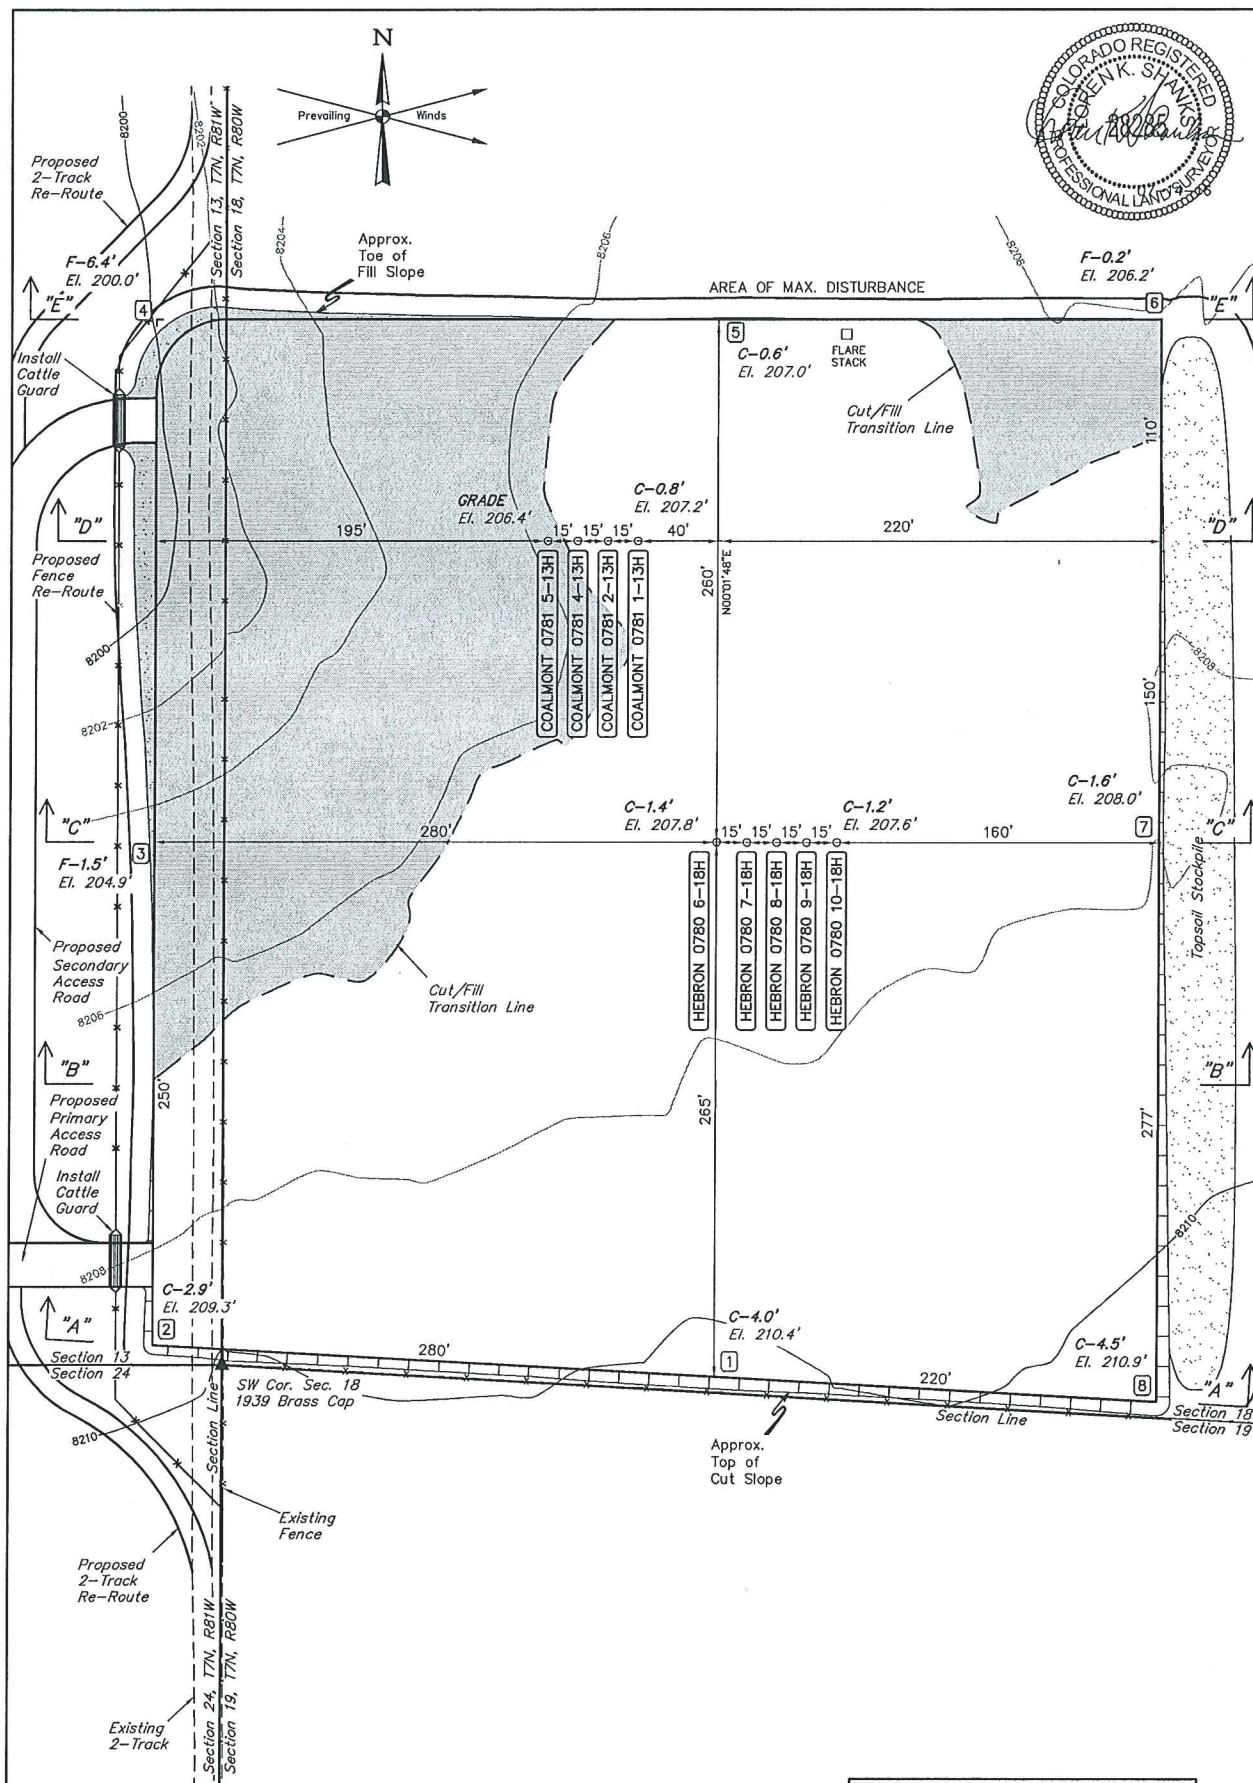 N
Prevailing Winds
COLORADO REGISTERED
LOREN K. SHANKS
28285
PROFESSIONAL LAND SURVEYOR
8200
8202
Section 13, T7N, R81W
Section 18, T7N, R80W
Proposed
2-Track
Re-Route
8204
Approx.
Toe of
Fill Slope
8206
8206
F-6.4'
El. 200.0'
F-0.2'
El. 206.2'
"E"
4
AREA OF MAX. DISTURBANCE
6
"E"
Install
Cattle
Guard
5
C-0.6'
El. 207.0'
FLARE
STACK
Cut/Fill
Transition Line
110'
"D"
GRADE
El. 206.4'
C-0.8'
El. 207.2'
"D"
195'
15'
15'
15'
40'
220'
Proposed
Fence
Re-Route
COALMONT 0781 5-13H
COALMONT 0781 4-13H
COALMONT 0781 2-13H
COALMONT 0781 1-13H
260'
N00°01'48"E
8200
8208
8202
150'
"C"
C-1.4'
El. 207.8'
C-1.2'
El. 207.6'
C-1.6'
El. 208.0'
7
"C"
3
280'
15'
15'
15'
15'
160'
F-1.5'
El. 204.9'
HEBRON 0780 6-18H
HEBRON 0780 7-18H
HEBRON 0780 8-18H
HEBRON 0780 9-18H
HEBRON 0780 10-18H
Topsoil Stockpile
Proposed
Secondary
Access
Road
8206
Cut/Fill
Transition Line
"B"
"B"
250'
265'
277'
Proposed
Primary
Access
Road
Install
Cattle
Guard
8210
8208
C-2.9'
El. 209.3'
2
"A"
C-4.0'
El. 210.4'
1
C-4.5'
El. 210.9'
8
"A"
Section 13
Section 24
280'
220'
SW Cor. Sec. 18
1939 Brass Cap
Section Line
Section 18
Section 19
8210
Section Line
Approx.
Top of
Cut Slope
Existing
Fence
Proposed
2-Track
Re-Route
Section 24, T7N, R81W
Section 19, T7N, R80W
Existing
2-Track